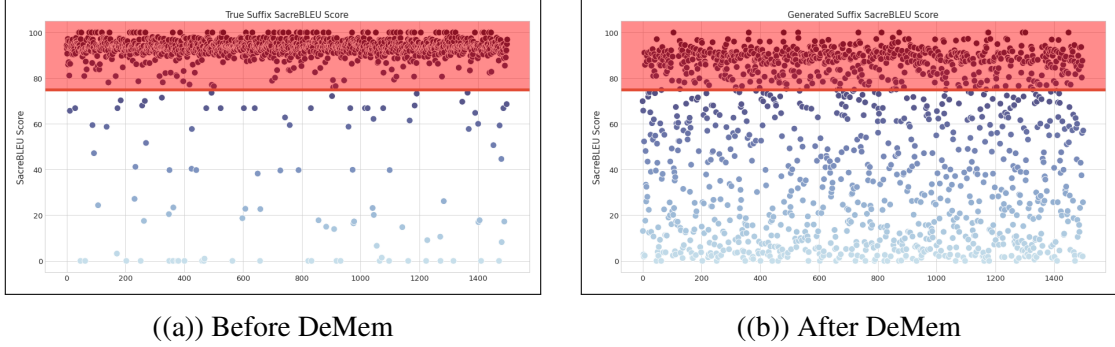 True Suffix SacreBLEU Score
SacreBLEU Score
100
80
60
40
20
0
0 200 400 600 800 1000 1200 1400
((a)) Before DeMem
Generated Suffix SacreBLEU Score
SacreBLEU Score
100
80
60
40
20
0
0 200 400 600 800 1000 1200 1400
((b)) After DeMem